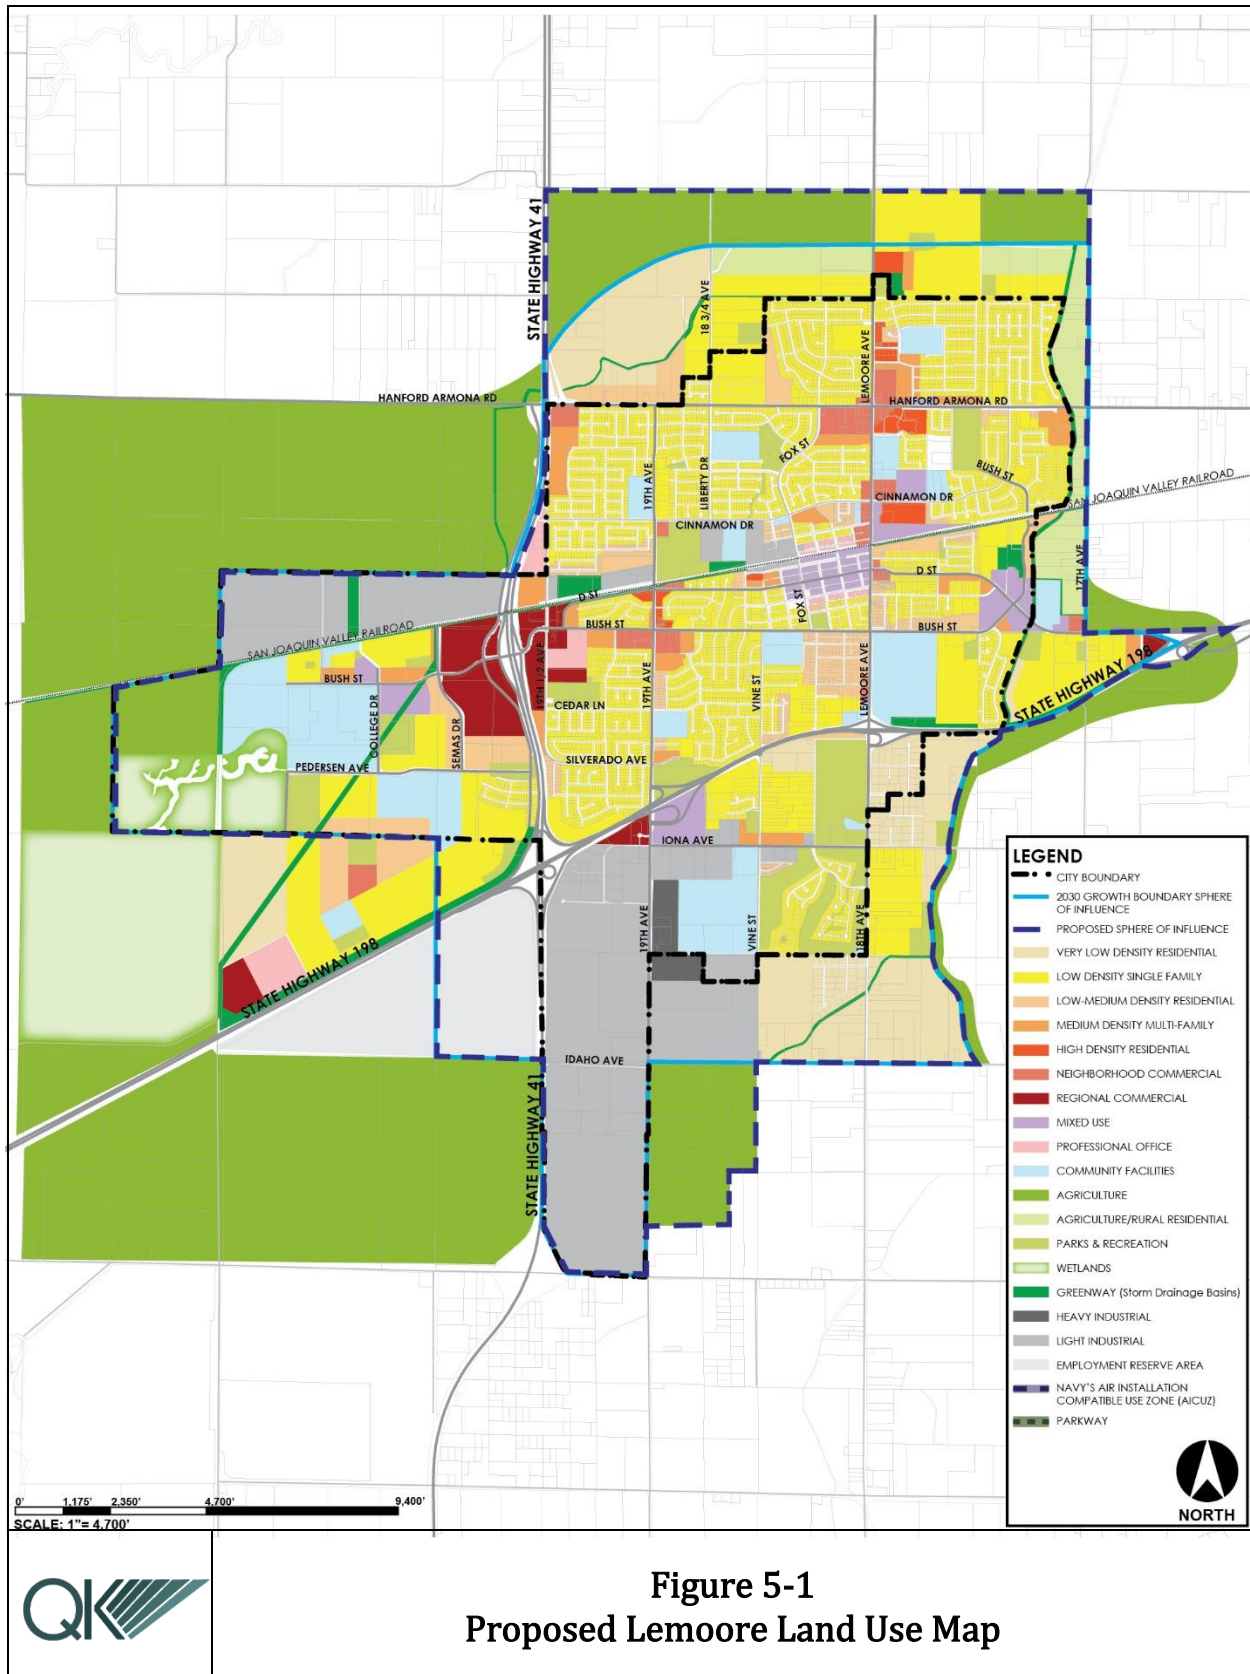 STATE HIGHWAY 41
18 3/4 AVE
LEMOORE AVE
HANFORD ARMONA RD
HANFORD ARMONA RD
FOX ST
BUSH ST
19TH AVE
LIBERTY DR
CINNAMON DR
CINNAMON DR
SAN JOAQUIN VALLEY RAILROAD
17TH AVE
D ST
D ST
FOX ST
BUSH ST
BUSH ST
SAN JOAQUIN VALLEY RAILROAD
BUSH ST
COLLEGE DR
SEMAS DR
19TH 1/2 AVE
CEDAR LN
19TH AVE
VINE ST
LEMOORE AVE
STATE HIGHWAY 198
PEDERSEN AVE
SILVERADO AVE
IONA AVE
19TH AVE
VINE ST
18TH AVE
STATE HIGHWAY 198
IDAHO AVE
STATE HIGHWAY 41
LEGEND
CITY BOUNDARY
2030 GROWTH BOUNDARY SPHERE
OF INFLUENCE
PROPOSED SPHERE OF INFLUENCE
VERY LOW DENSITY RESIDENTIAL
LOW DENSITY SINGLE FAMILY
LOW-MEDIUM DENSITY RESIDENTIAL
MEDIUM DENSITY MULTI-FAMILY
HIGH DENSITY RESIDENTIAL
NEIGHBORHOOD COMMERCIAL
REGIONAL COMMERCIAL
MIXED USE
PROFESSIONAL OFFICE
COMMUNITY FACILITIES
AGRICULTURE
AGRICULTURE/RURAL RESIDENTIAL
PARKS & RECREATION
WETLANDS
GREENWAY (Storm Drainage Basins)
HEAVY INDUSTRIAL
LIGHT INDUSTRIAL
EMPLOYMENT RESERVE AREA
NAVY'S AIR INSTALLATION
COMPATIBLE USE ZONE (AICUZ)
PARKWAY
NORTH
0' 1,175' 2,350' 4,700' 9,400'
SCALE: 1"= 4,700'
QK
Figure 5-1
Proposed Lemoore Land Use Map